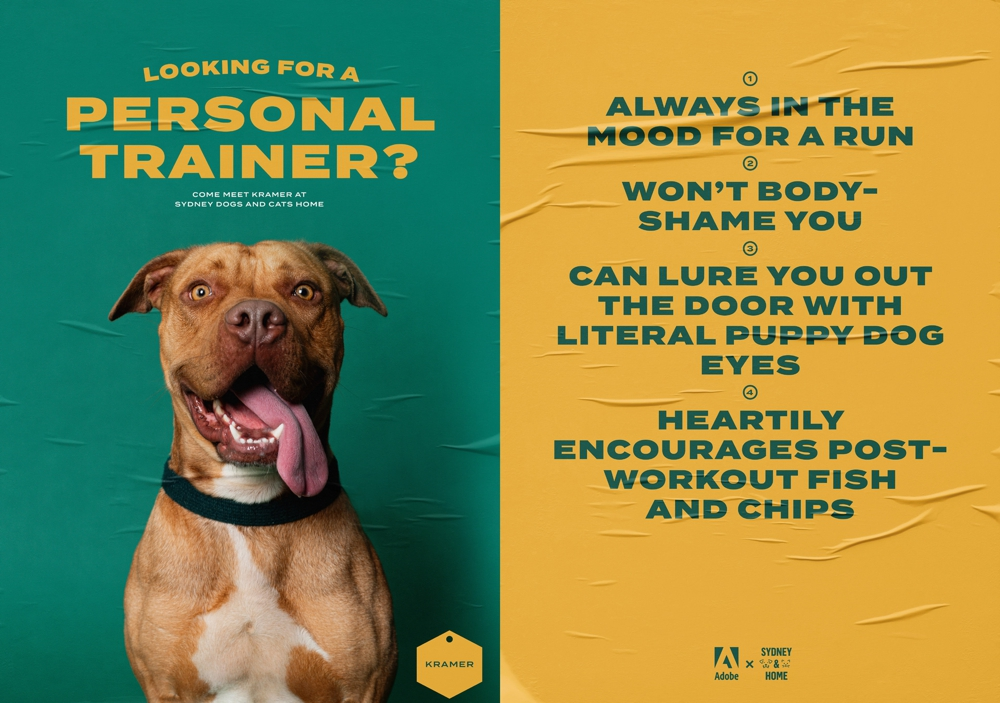 LOOKING FOR A
PERSONAL
TRAINER?
COME MEET KRAMER AT
SYDNEY DOGS AND CATS HOME
KRAMER
1
ALWAYS IN THE
MOOD FOR A RUN
2
WON'T BODY-
SHAME YOU
3
CAN LURE YOU OUT
THE DOOR WITH
LITERAL PUPPY DOG
EYES
4
HEARTILY
ENCOURAGES POST-
WORKOUT FISH
AND CHIPS
Adobe
×
SYDNEY
&
HOME